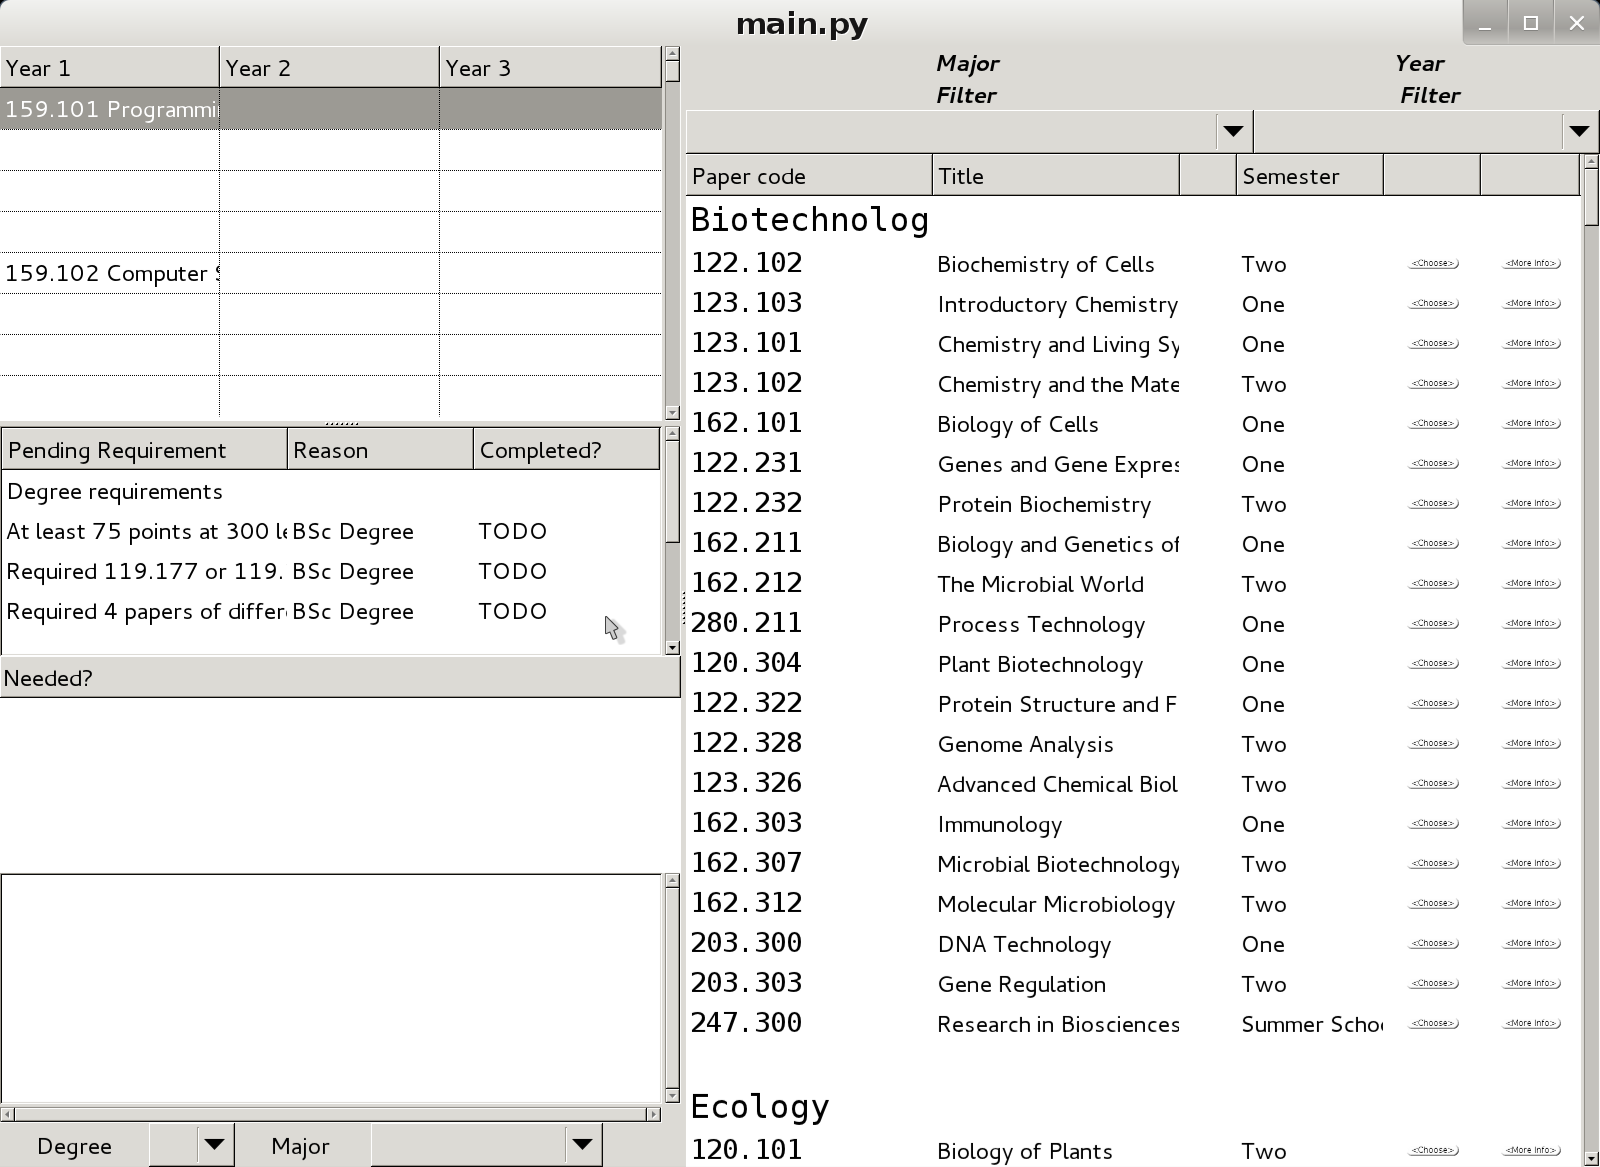 main.py
Year 1 Year 2 Year 3
159.101 Programmi
159.102 Computer
Pending Requirement Reason Completed?
Degree requirements
At least 75 points at 300 le BSc Degree TODO
Required 119.177 or 119. BSc Degree TODO
Required 4 papers of differ BSc Degree TODO
Needed?
Degree Major
Major Filter
Year Filter
Paper code Title Semester
Biotechnolog
122.102 Biochemistry of Cells Two <Choose> <More Info>
123.103 Introductory Chemistry One <Choose> <More Info>
123.101 Chemistry and Living Sy One <Choose> <More Info>
123.102 Chemistry and the Mate Two <Choose> <More Info>
162.101 Biology of Cells One <Choose> <More Info>
122.231 Genes and Gene Expres One <Choose> <More Info>
122.232 Protein Biochemistry Two <Choose> <More Info>
162.211 Biology and Genetics of One <Choose> <More Info>
162.212 The Microbial World Two <Choose> <More Info>
280.211 Process Technology One <Choose> <More Info>
120.304 Plant Biotechnology One <Choose> <More Info>
122.322 Protein Structure and F One <Choose> <More Info>
122.328 Genome Analysis Two <Choose> <More Info>
123.326 Advanced Chemical Biol Two <Choose> <More Info>
162.303 Immunology One <Choose> <More Info>
162.307 Microbial Biotechnology Two <Choose> <More Info>
162.312 Molecular Microbiology Two <Choose> <More Info>
203.300 DNA Technology One <Choose> <More Info>
203.303 Gene Regulation Two <Choose> <More Info>
247.300 Research in Biosciences Summer Schoo <Choose> <More Info>
Ecology
120.101 Biology of Plants Two <Choose> <More Info>